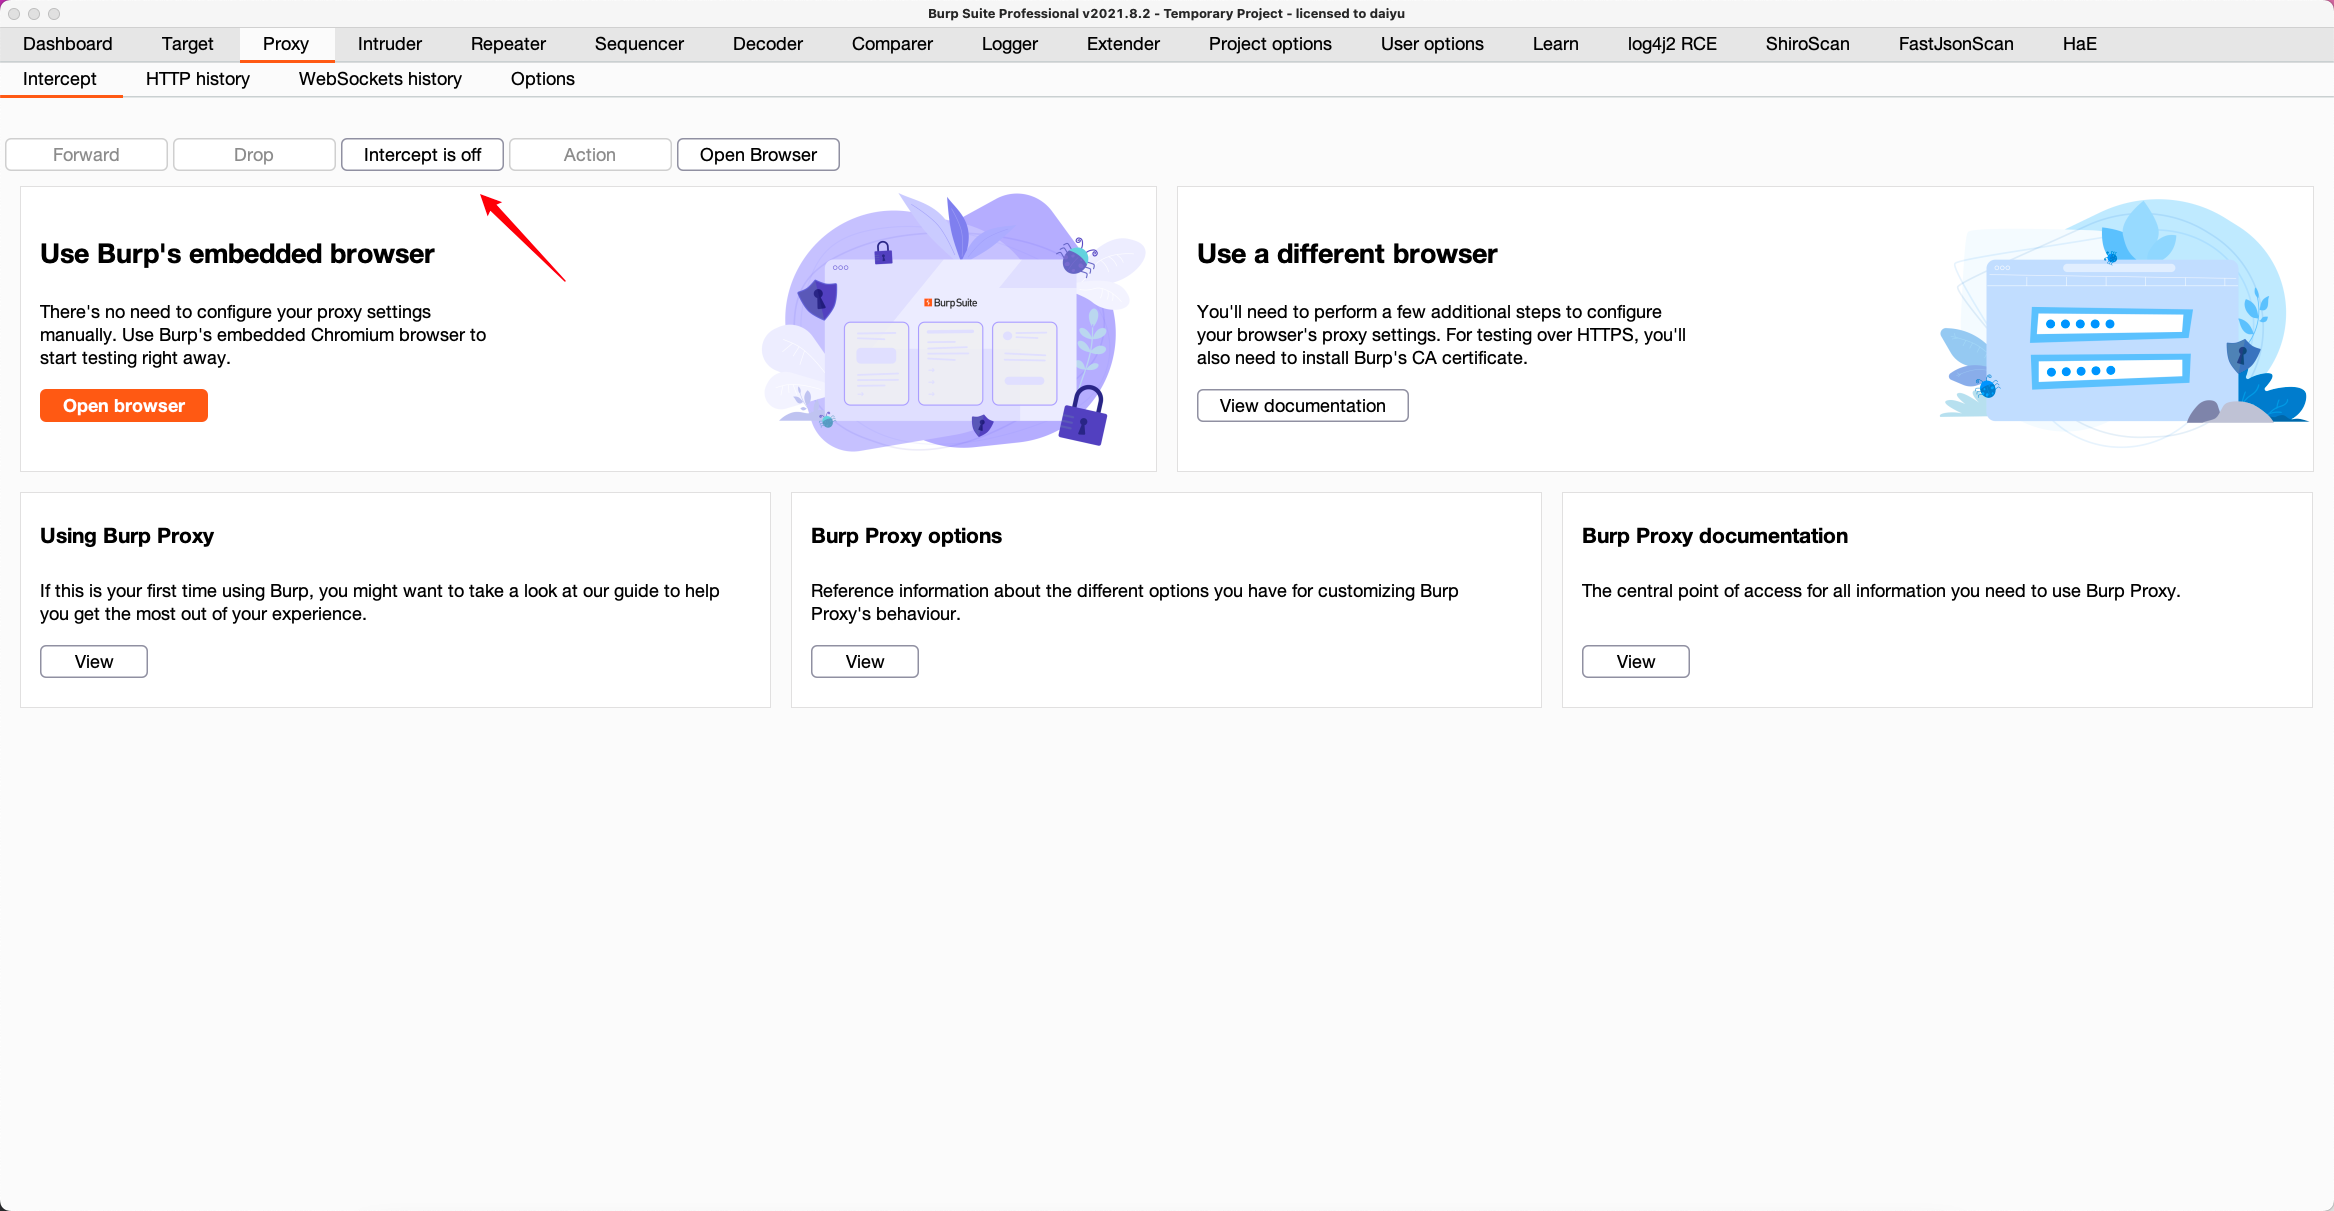 Burp Suite Professional v2021.8.2 - Temporary Project - licensed to daiyu
Dashboard Target Proxy Intruder Repeater Sequencer Decoder Comparer Logger Extender Project options User options Learn log4j2 RCE ShiroScan FastJsonScan HaE
Intercept HTTP history WebSockets history Options
Forward Drop Intercept is off Action Open Browser
Use Burp's embedded browser
There's no need to configure your proxy settings
manually. Use Burp's embedded Chromium browser to
start testing right away.
Open browser
BurpSuite
Use a different browser
You'll need to perform a few additional steps to configure
your browser's proxy settings. For testing over HTTPS, you'll
also need to install Burp's CA certificate.
View documentation
Using Burp Proxy
If this is your first time using Burp, you might want to take a look at our guide to help
you get the most out of your experience.
View
Burp Proxy options
Reference information about the different options you have for customizing Burp
Proxy's behaviour.
View
Burp Proxy documentation
The central point of access for all information you need to use Burp Proxy.
View